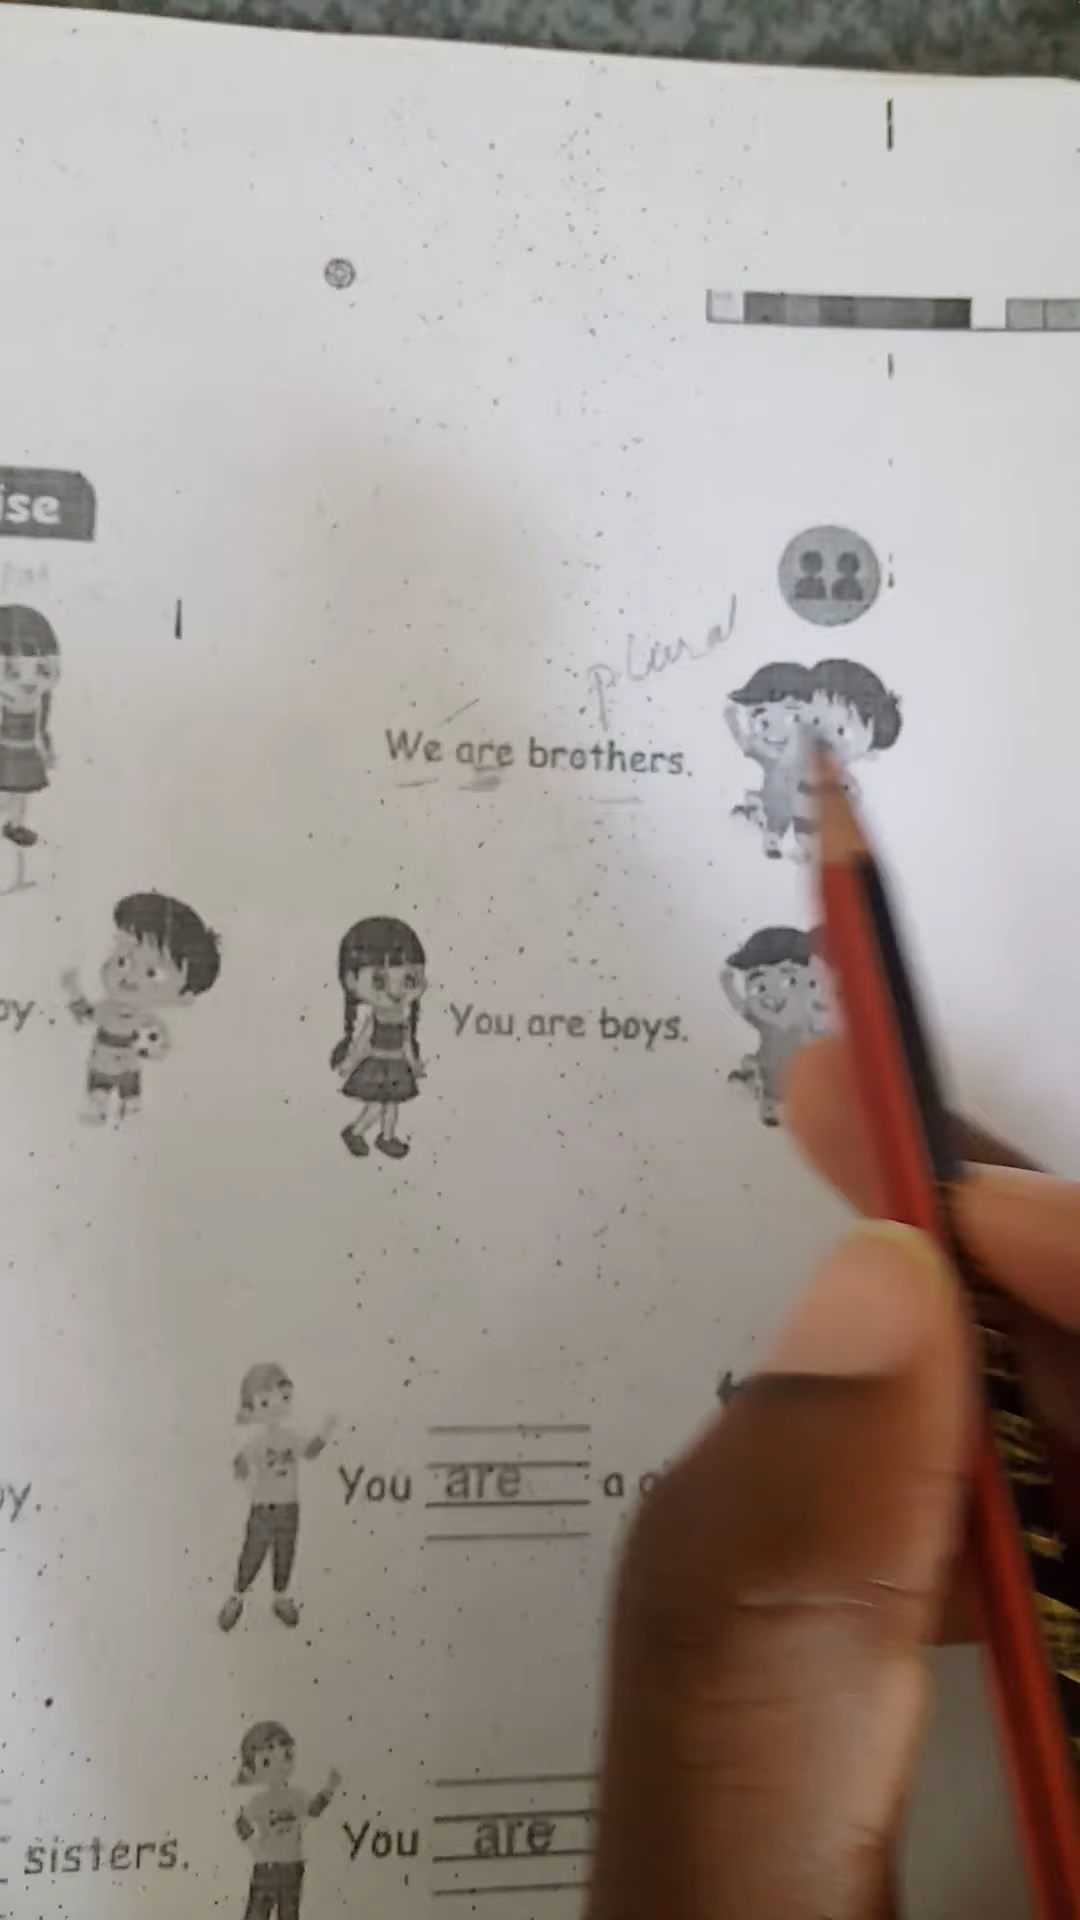 ise
plural
We are brothers.
You are boys.
You are a
You are
sisters.